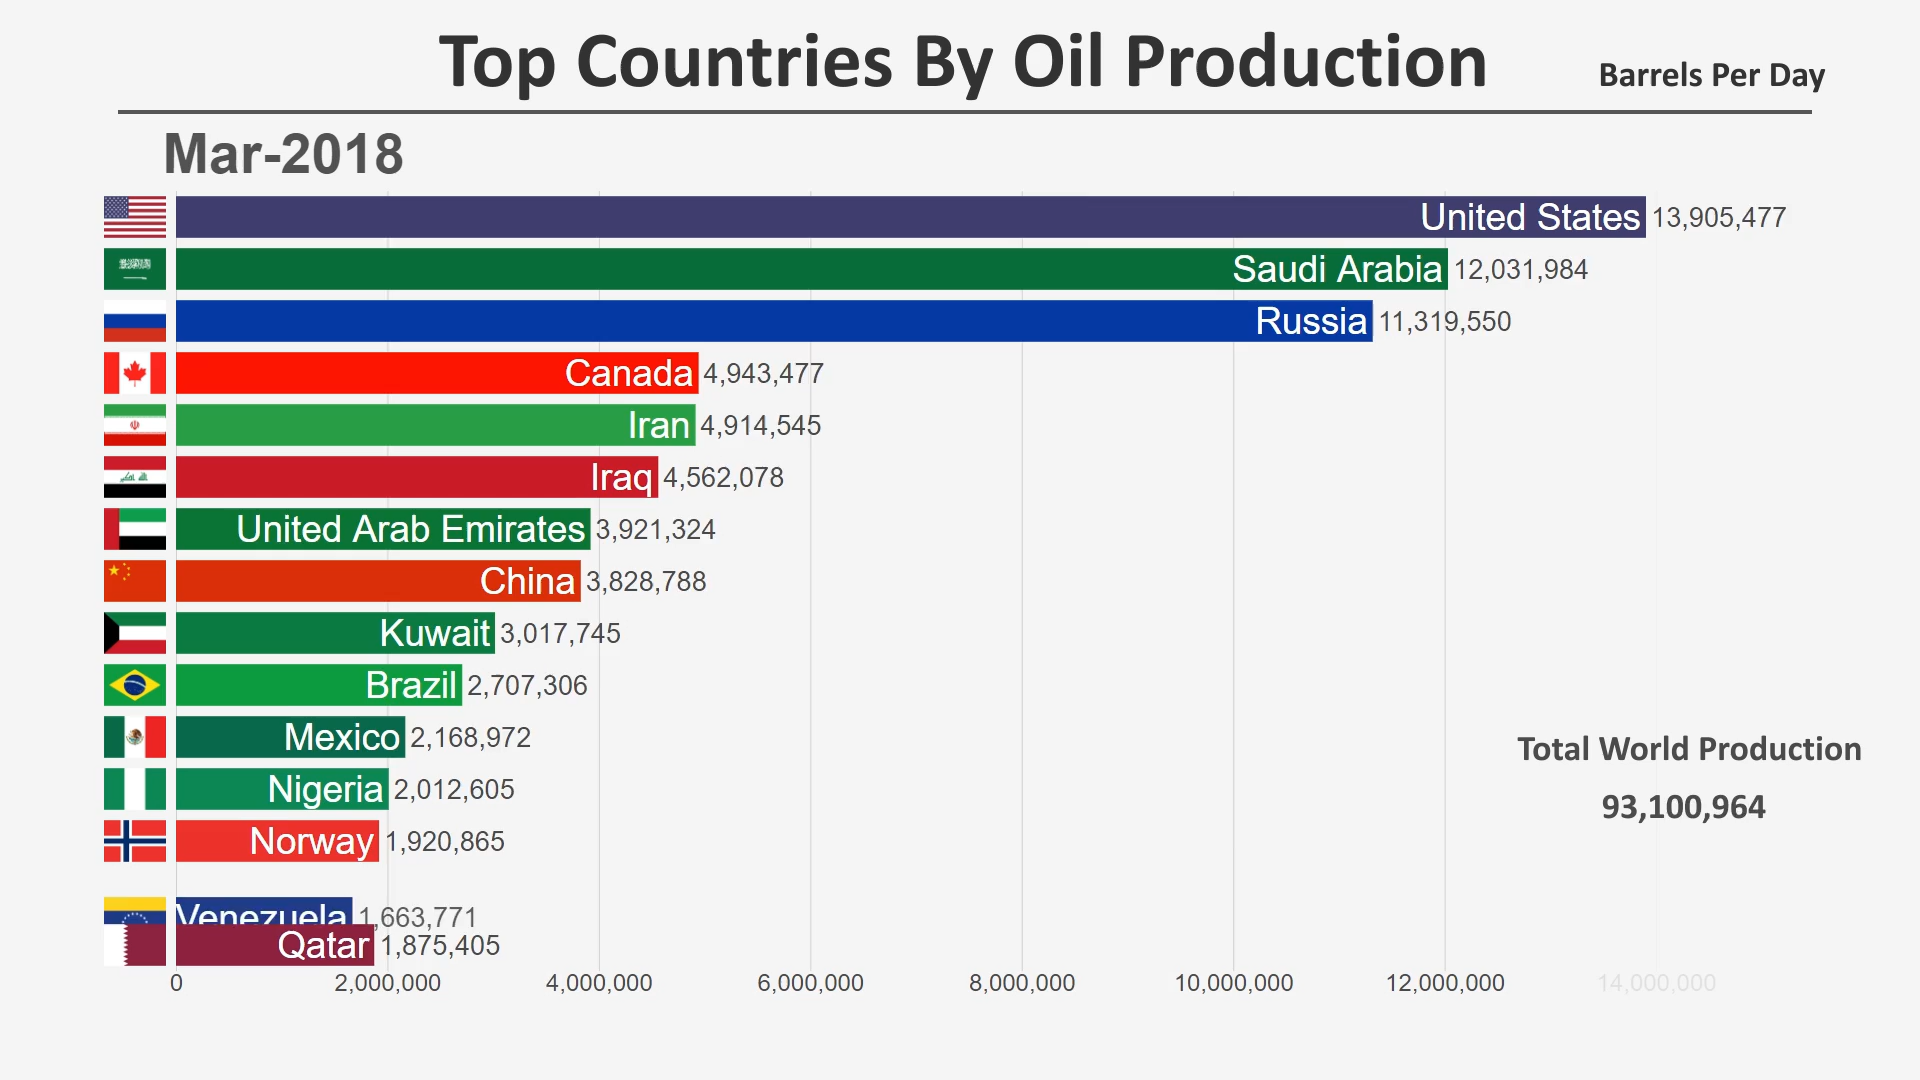 Top Countries By Oil Production
Barrels Per Day
Mar-2018
United States 13,905,477
Saudi Arabia 12,031,984
Russia 11,319,550
Canada 4,943,477
Iran 4,914,545
Iraq 4,562,078
United Arab Emirates 3,921,324
China 3,828,788
Kuwait 3,017,745
Brazil 2,707,306
Mexico 2,168,972
Total World Production
Nigeria 2,012,605
93,100,964
Norway 1,920,865
Venezuela 1,663,771
Qatar 1,875,405
0 2,000,000 4,000,000 6,000,000 8,000,000 10,000,000 12,000,000 14,000,000